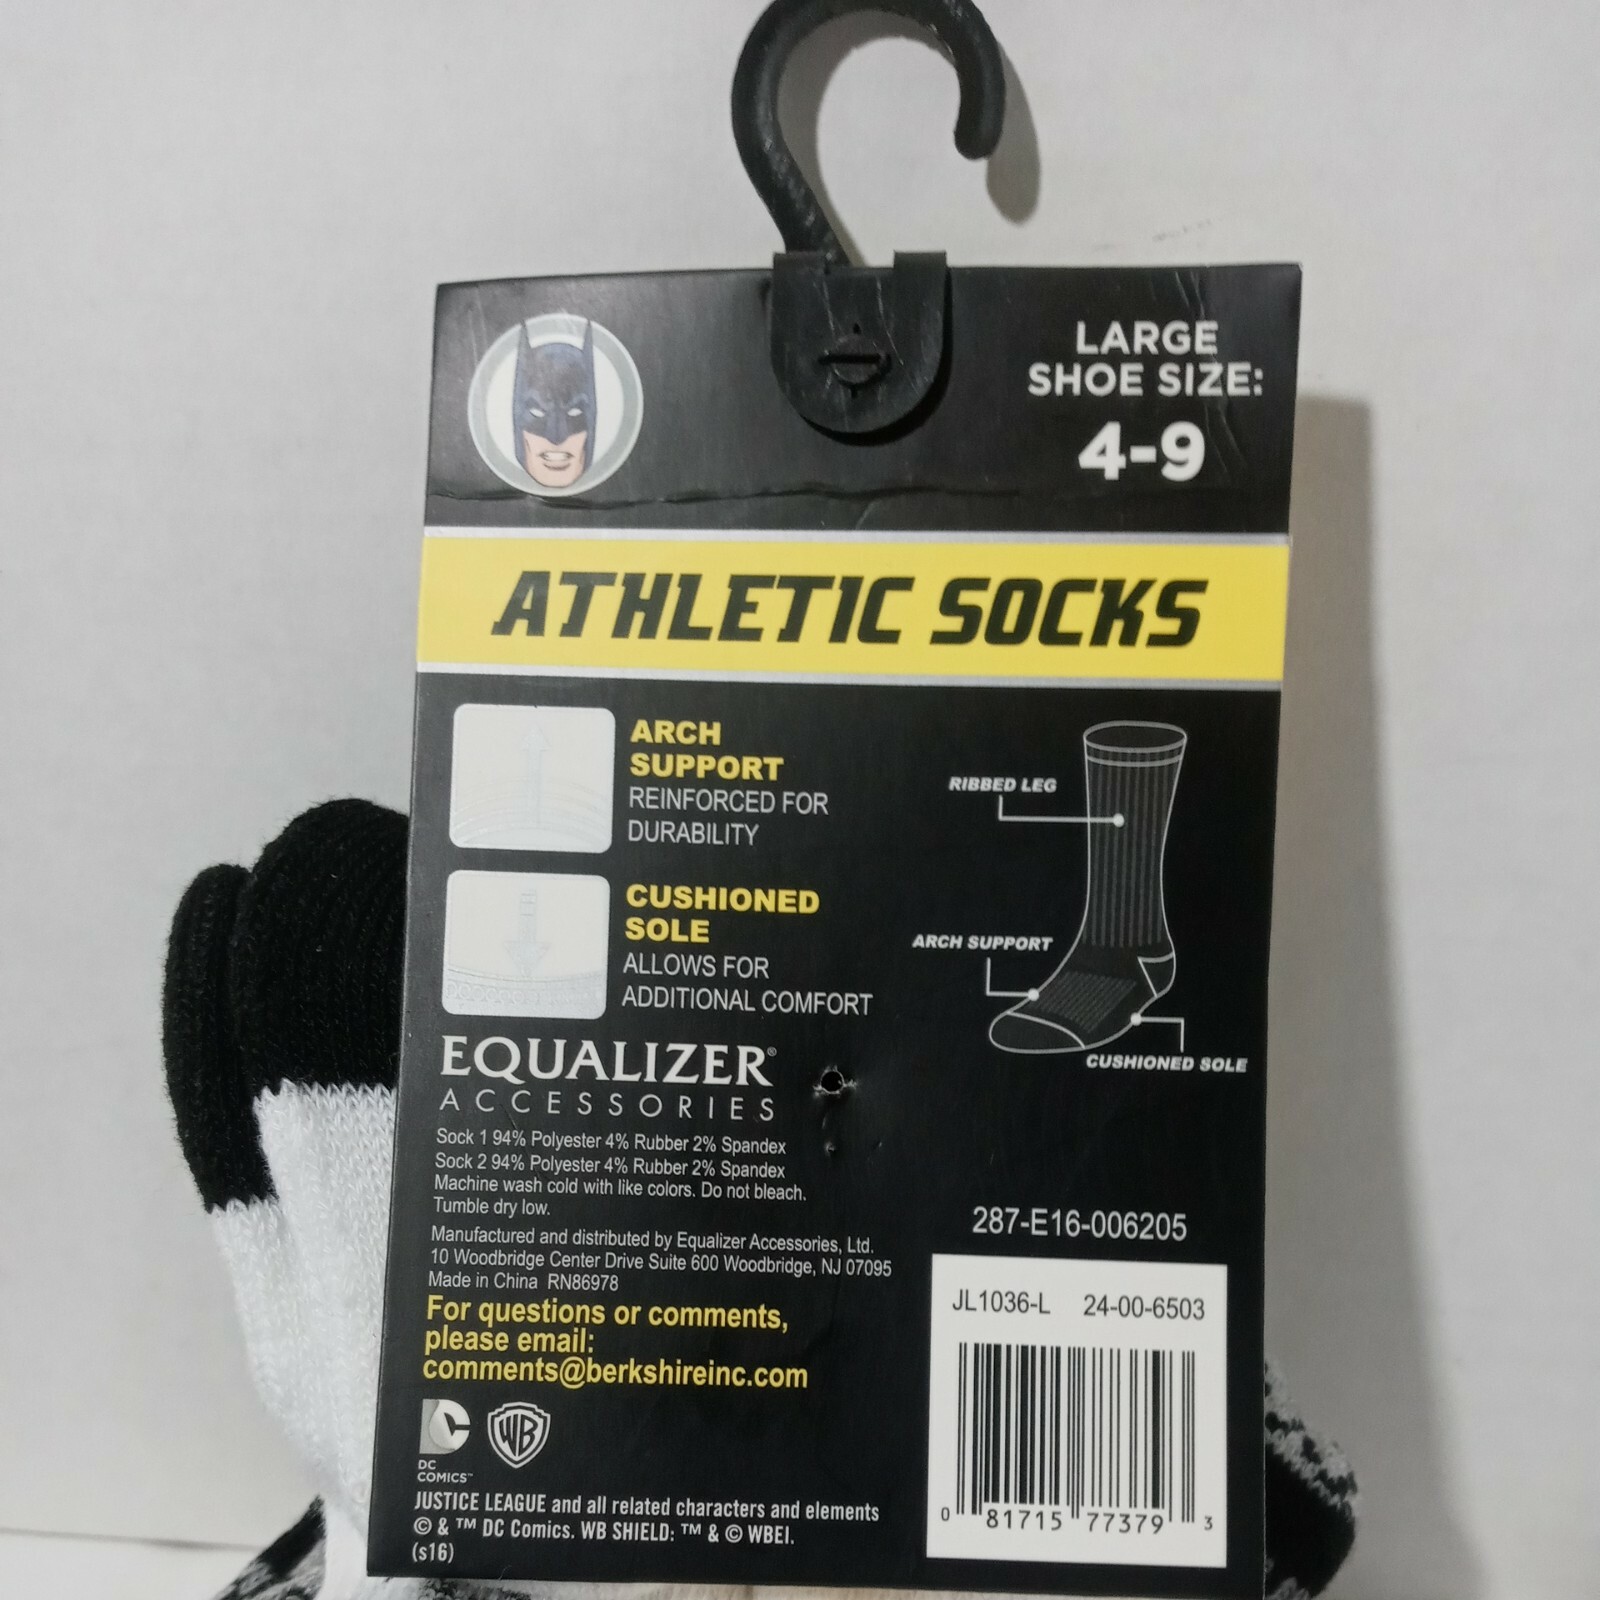 LARGE
SHOE SIZE:
4-9
ATHLETIC SOCKS
ARCH
SUPPORT
REINFORCED FOR
DURABILITY
CUSHIONED
SOLE
ALLOWS FOR
ADDITIONAL COMFORT
RIBBED LEG
ARCH SUPPORT
CUSHIONED SOLE
EQUALIZER®
ACCESSORIES
Sock 1 94% Polyester 4% Rubber 2% Spandex
Sock 2 94% Polyester 4% Rubber 2% Spandex
Machine wash cold with like colors. Do not bleach.
Tumble dry low.
Manufactured and distributed by Equalizer Accessories, Ltd.
10 Woodbridge Center Drive Suite 600 Woodbridge, NJ 07095
Made in China RN86978
For questions or comments,
please email:
comments@berkshireinc.com
DC
COMICS™
WB
JUSTICE LEAGUE and all related characters and elements
© & ™ DC Comics. WB SHIELD: ™ & © WBEI.
(s16)
287-E16-006205
JL1036-L 24-00-6503
0 81715 77379 3